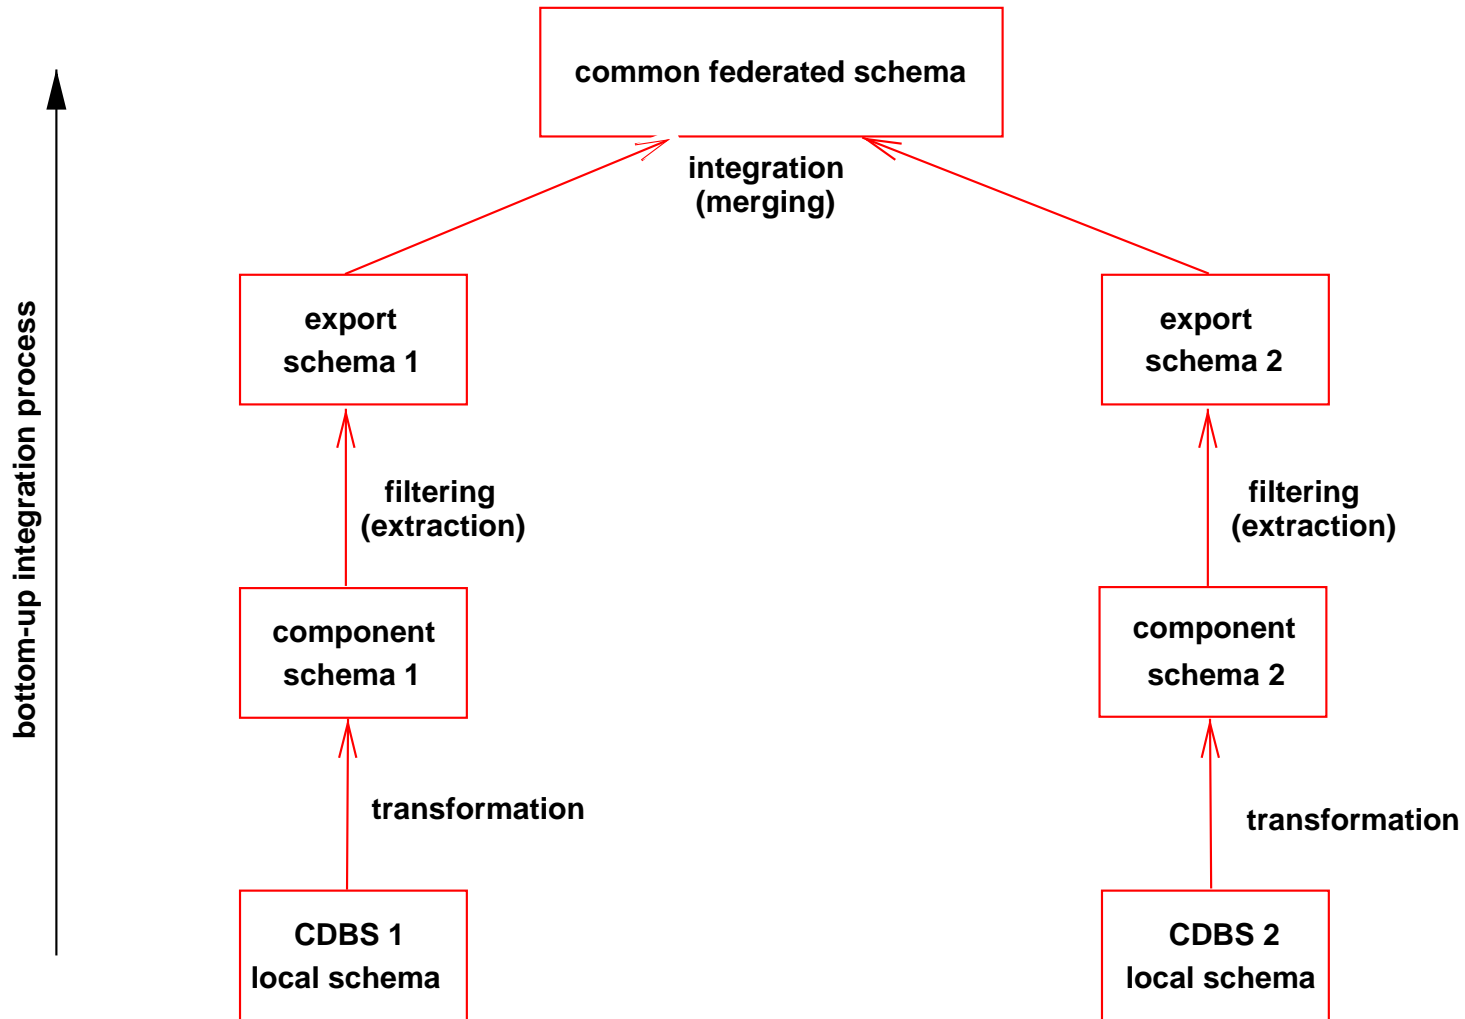 common federated schema
integration
(merging)
bottom-up integration process
export
schema 1
export
schema 2
filtering
(extraction)
filtering
(extraction)
component
schema 1
component
schema 2
transformation
transformation
CDBS 1
local schema
CDBS 2
local schema